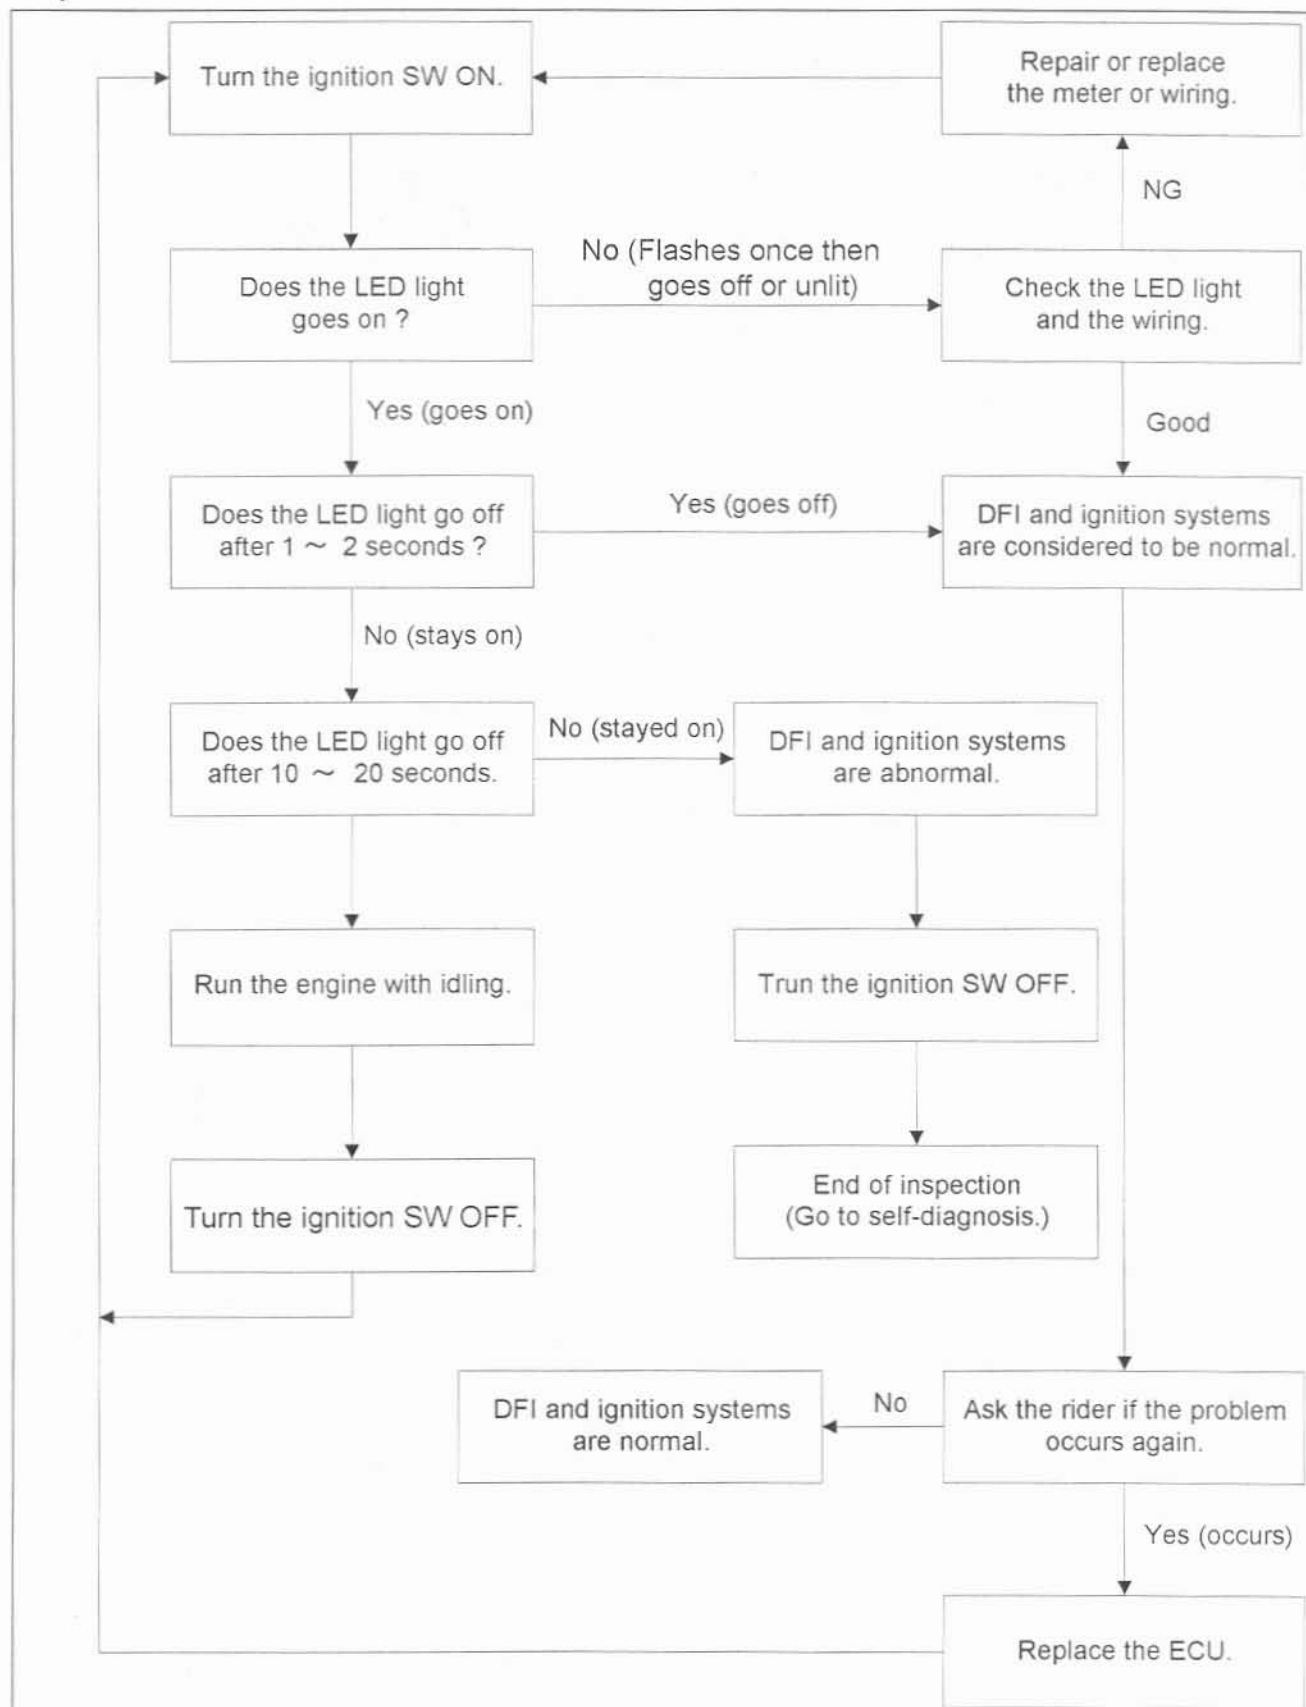 Turn the ignition SW ON.
Repair or replace
the meter or wiring.
NG
No (Flashes once then
goes off or unlit)
Does the LED light
goes on ?
Check the LED light
and the wiring.
Yes (goes on)
Good
Does the LED light go off
after 1 ～ 2 seconds ?
Yes (goes off)
DFI and ignition systems
are considered to be normal.
No (stays on)
Does the LED light go off
after 10 ～ 20 seconds.
No (stayed on)
DFI and ignition systems
are abnormal.
Run the engine with idling.
Trun the ignition SW OFF.
Turn the ignition SW OFF.
End of inspection
(Go to self-diagnosis.)
DFI and ignition systems
are normal.
No
Ask the rider if the problem
occurs again.
Yes (occurs)
Replace the ECU.